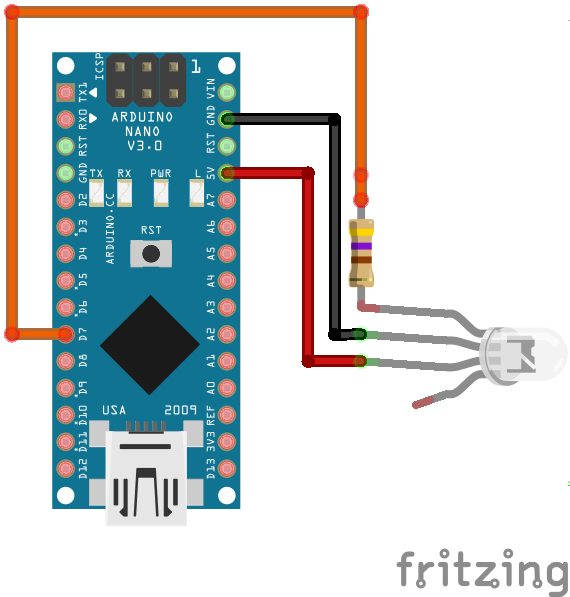 ICSP
1
TX1
RX0
RST
GND
D2
D3
D4
D5
D6
D7
D8
D9
D10
D11
D12
VIN
GND
RST
5V
A7
A6
A5
A4
A3
A2
A1
A0
REF
3V3
D13
ARDUINO
NANO
V3.0
TX RX PWR L
ARDUINO.CC
RST
USA 2009
fritzing